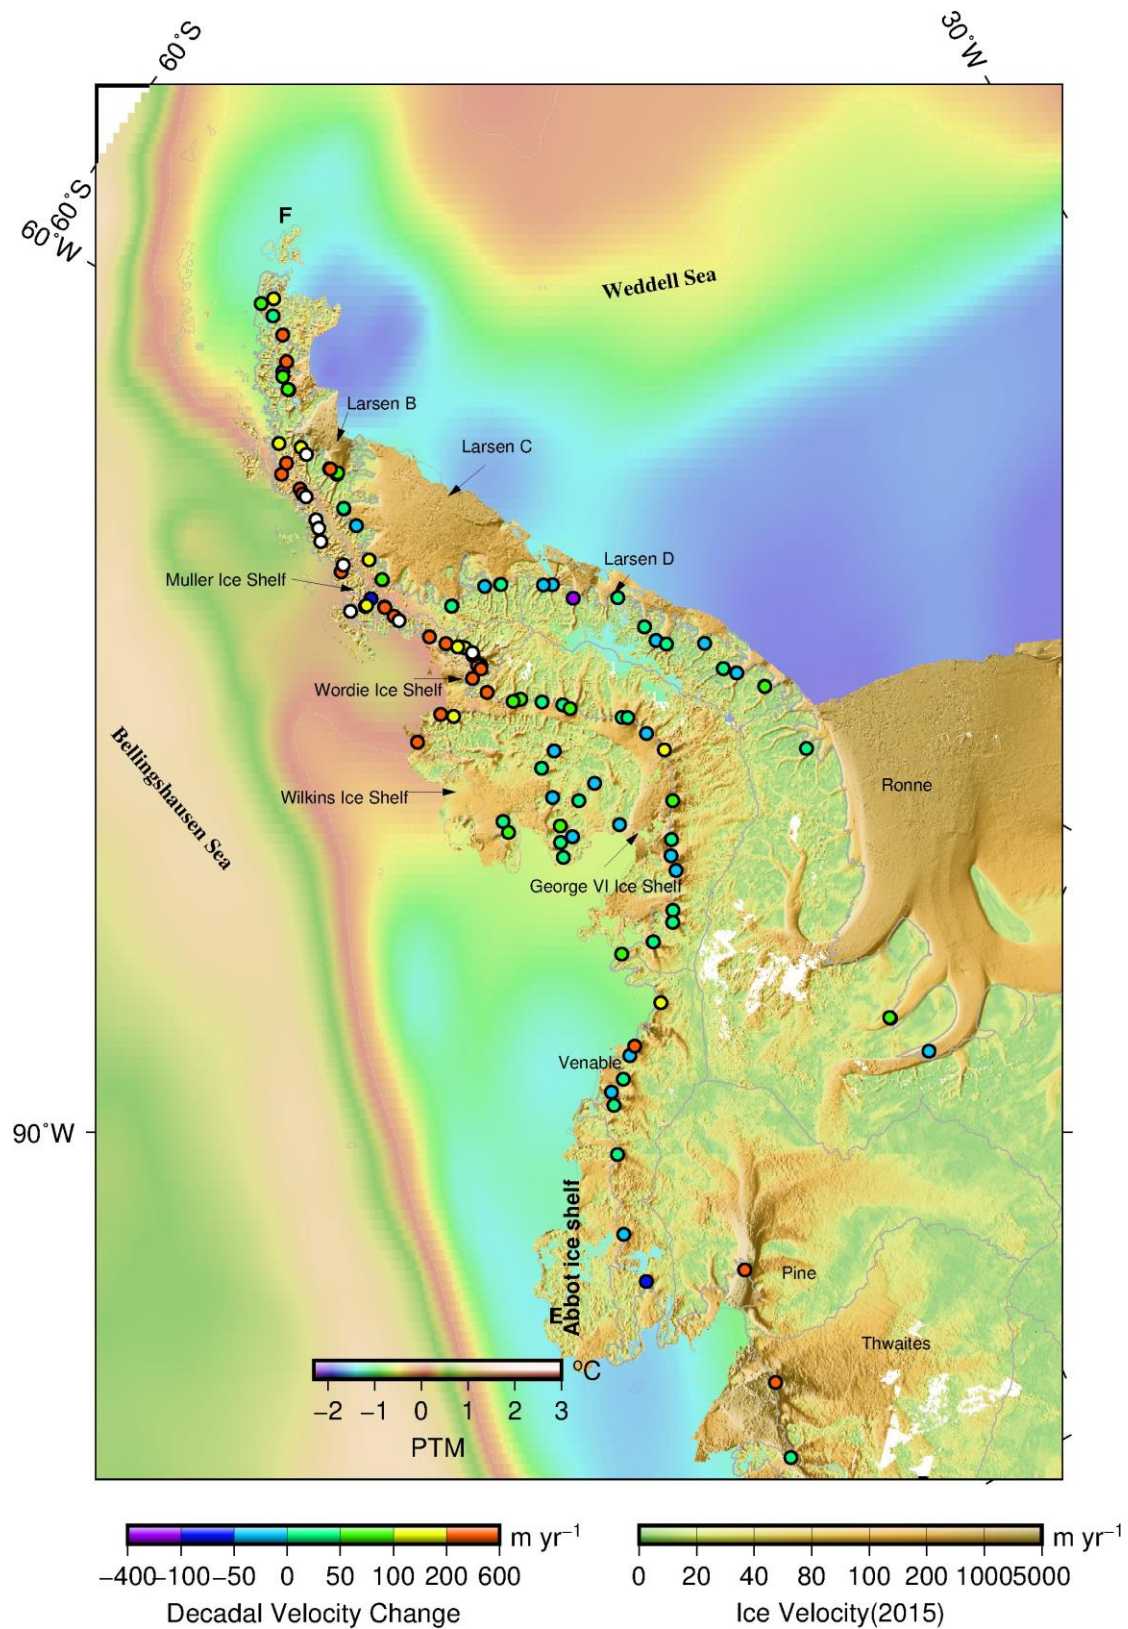 60°S
30°W
60°S
60°W
F
Weddell Sea
Larsen B
Larsen C
Larsen D
Muller Ice Shelf
Wordie Ice Shelf
Bellingshausen Sea
Wilkins Ice Shelf
Ronne
George VI Ice Shelf
Venable
90°W
Abbot ice shelf
Pine
E
Thwaites
°C
−2 −1 0 1 2 3
PTM
m yr−1
m yr−1
−400 −100 −50 0 50 100 200 600
0 20 40 80 100 200 1000 5000
Decadal Velocity Change
Ice Velocity(2015)